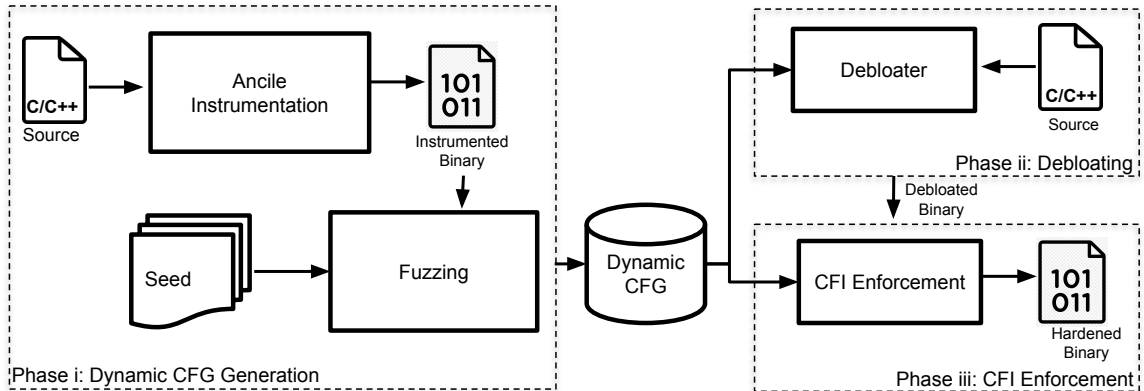 C/C++
Source
Ancile
Instrumentation
101
011
Instrumented
Binary
Seed
Fuzzing
Phase i: Dynamic CFG Generation
Dynamic
CFG
Debloater
C/C++
Source
Phase ii: Debloating
Debloated
Binary
CFI Enforcement
101
011
Hardened
Binary
Phase iii: CFI Enforcement